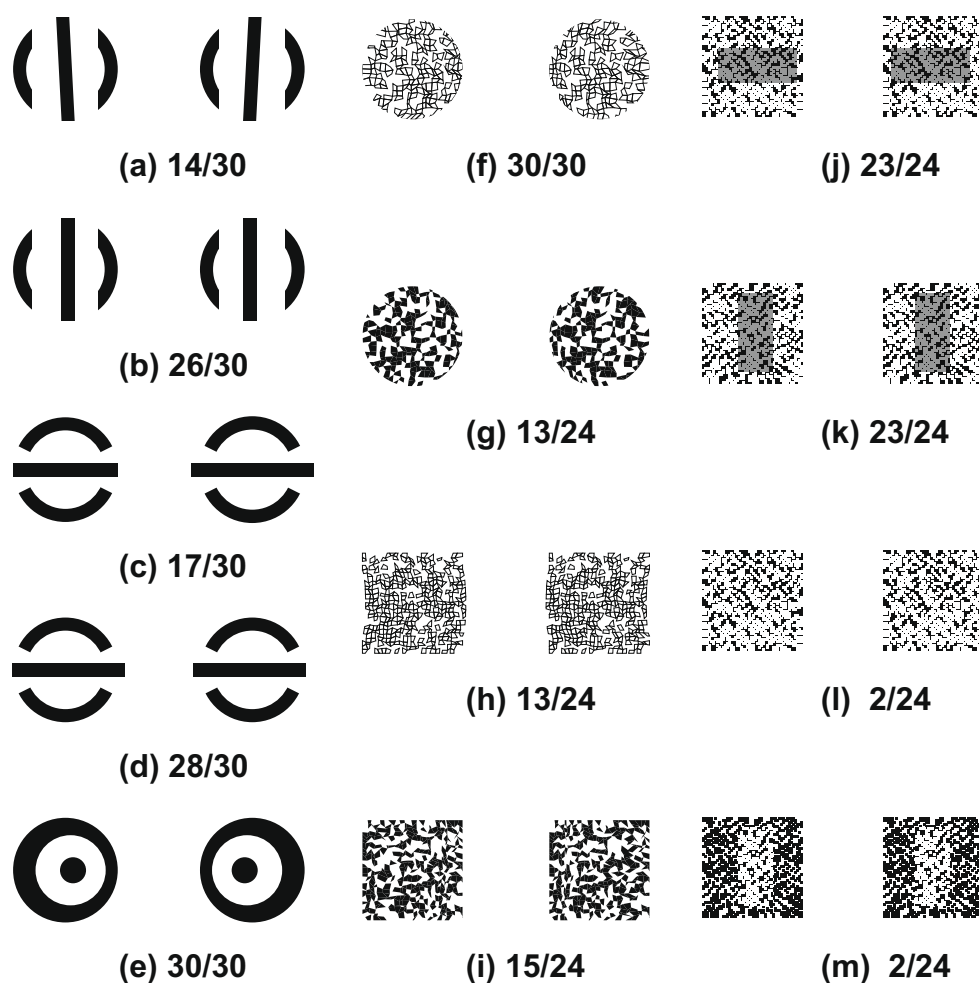 (a) 14/30
(f) 30/30
(j) 23/24
(b) 26/30
(g) 13/24
(k) 23/24
(c) 17/30
(h) 13/24
(l) 2/24
(d) 28/30
(e) 30/30
(i) 15/24
(m) 2/24